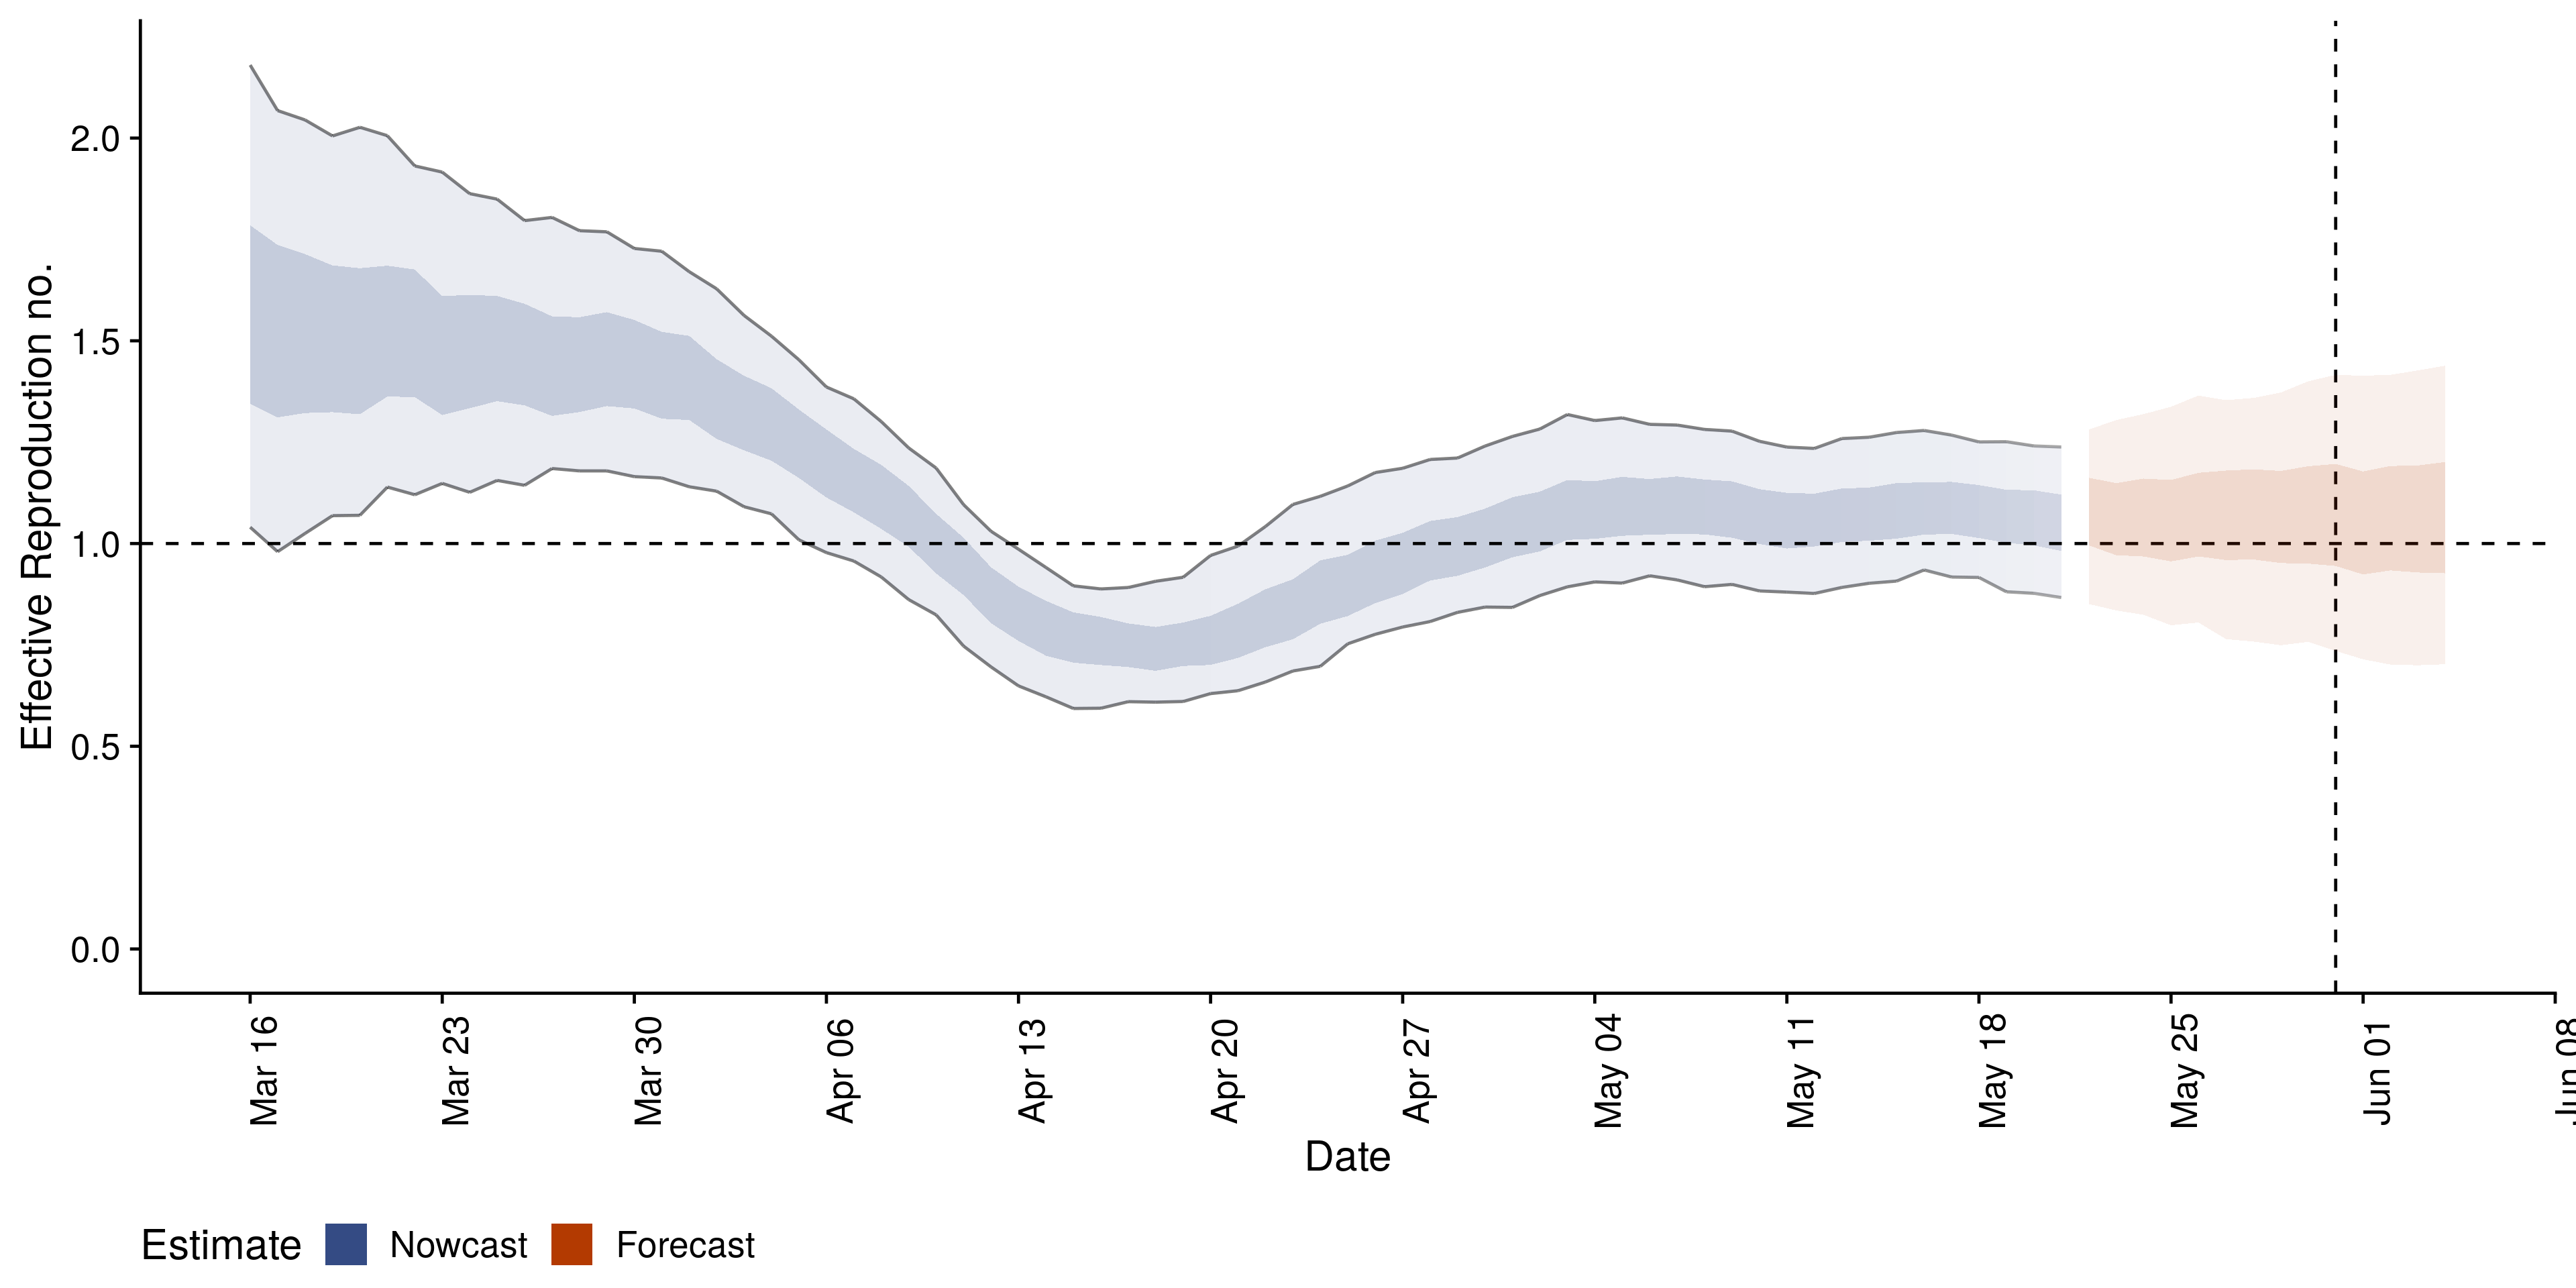 Effective Reproduction no.
2.0
1.5
1.0
0.5
0.0
Mar 16
Mar 23
Mar 30
Apr 06
Apr 13
Apr 20
Apr 27
May 04
May 11
May 18
May 25
Jun 01
Jun 08
Date
Estimate Nowcast Forecast